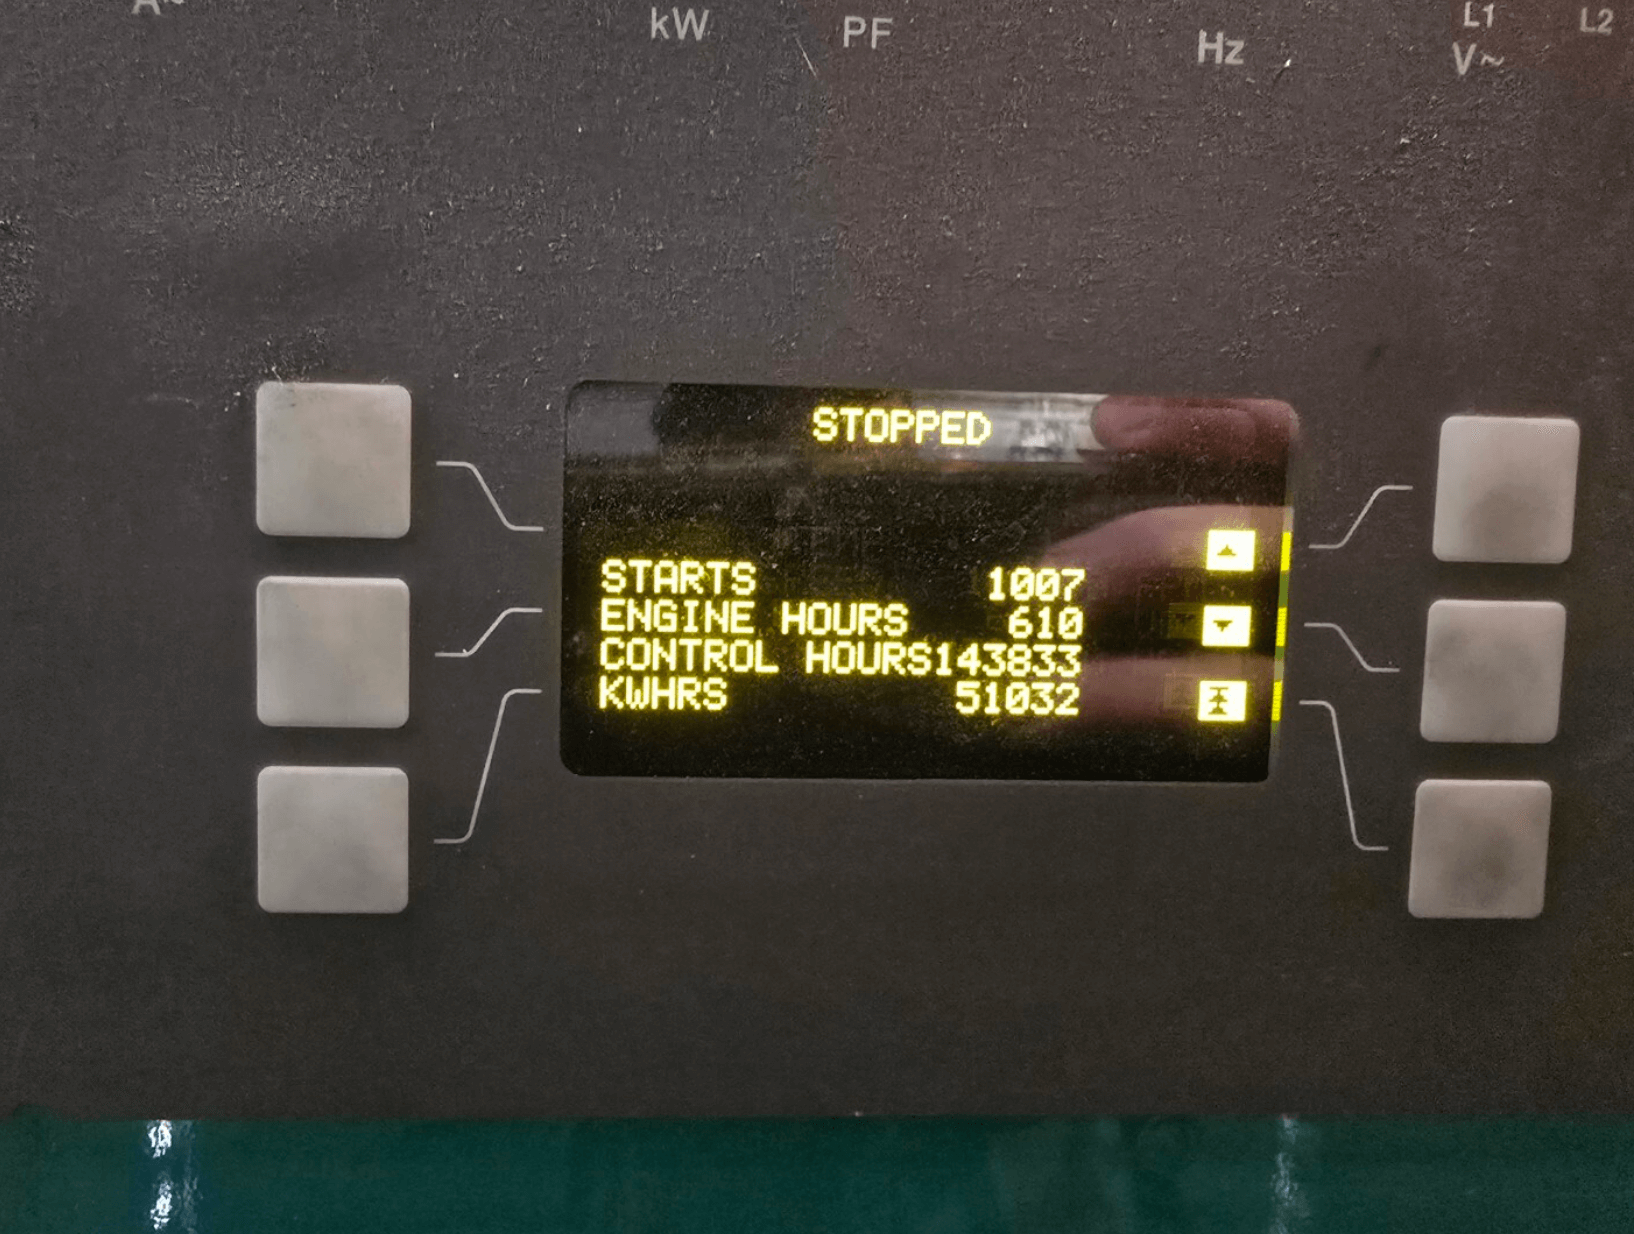 A~
kW
PF
Hz
L1
L2
V~
STOPPED
STARTS 1007
ENGINE HOURS 610
CONTROL HOURS143833
KWHRS 51032